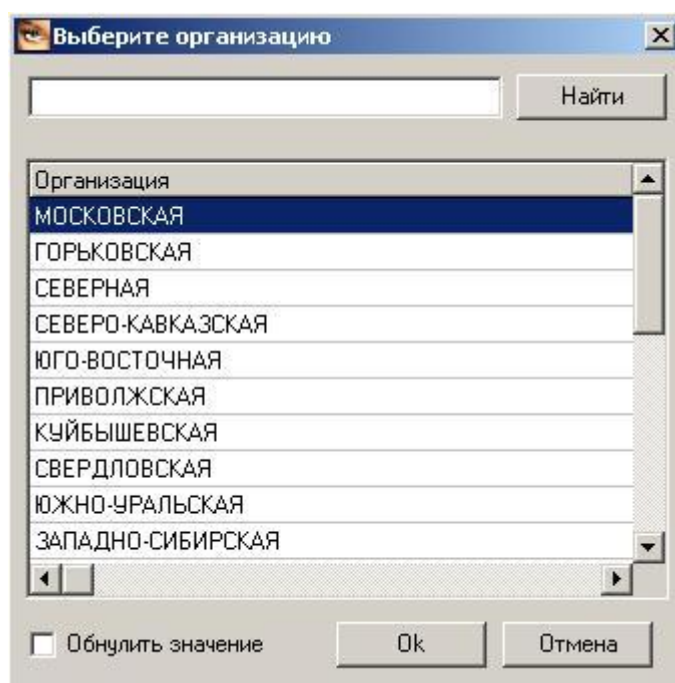 Выберите организацию
Найти
Организация
МОСКОВСКАЯ
ГОРЬКОВСКАЯ
СЕВЕРНАЯ
СЕВЕРО-КАВКАЗСКАЯ
ЮГО-ВОСТОЧНАЯ
ПРИВОЛЖСКАЯ
КУЙБЫШЕВСКАЯ
СВЕРДЛОВСКАЯ
ЮЖНО-УРАЛЬСКАЯ
ЗАПАДНО-СИБИРСКАЯ
Обнулить значение Ok Отмена